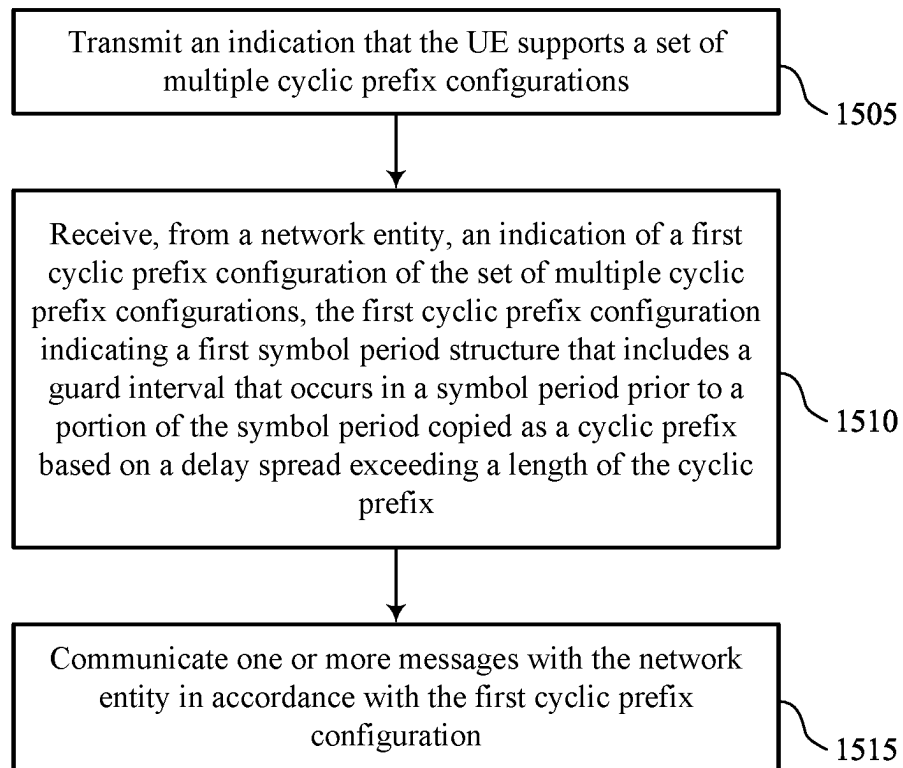 Transmit an indication that the UE supports a set of
multiple cyclic prefix configurations
1505
Receive, from a network entity, an indication of a first
cyclic prefix configuration of the set of multiple cyclic
prefix configurations, the first cyclic prefix configuration
indicating a first symbol period structure that includes a
guard interval that occurs in a symbol period prior to a
portion of the symbol period copied as a cyclic prefix
based on a delay spread exceeding a length of the cyclic
prefix
1510
Communicate one or more messages with the network
entity in accordance with the first cyclic prefix
configuration
1515